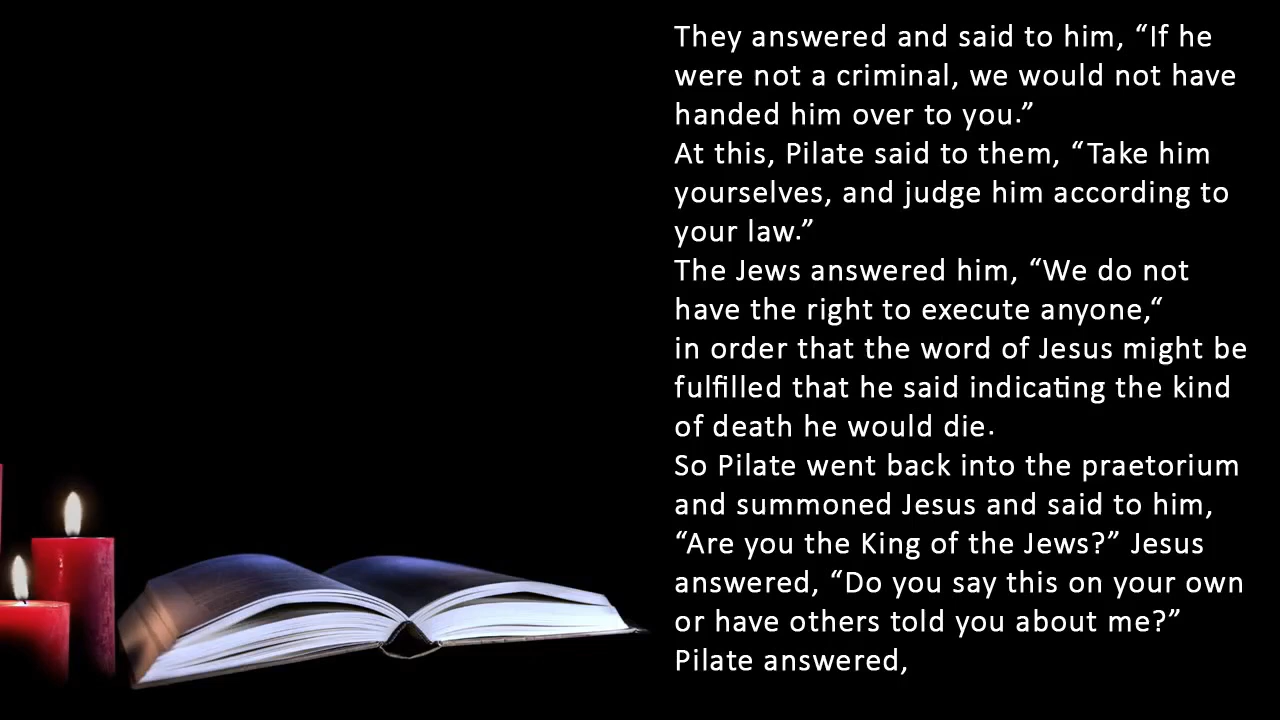 They answered and said to him, “If he
were not a criminal, we would not have
handed him over to you.”
At this, Pilate said to them, “Take him
yourselves, and judge him according to
your law.”
The Jews answered him, “We do not
have the right to execute anyone,“
in order that the word of Jesus might be
fulfilled that he said indicating the kind
of death he would die.
So Pilate went back into the praetorium
and summoned Jesus and said to him,
“Are you the King of the Jews?” Jesus
answered, “Do you say this on your own
or have others told you about me?”
Pilate answered,